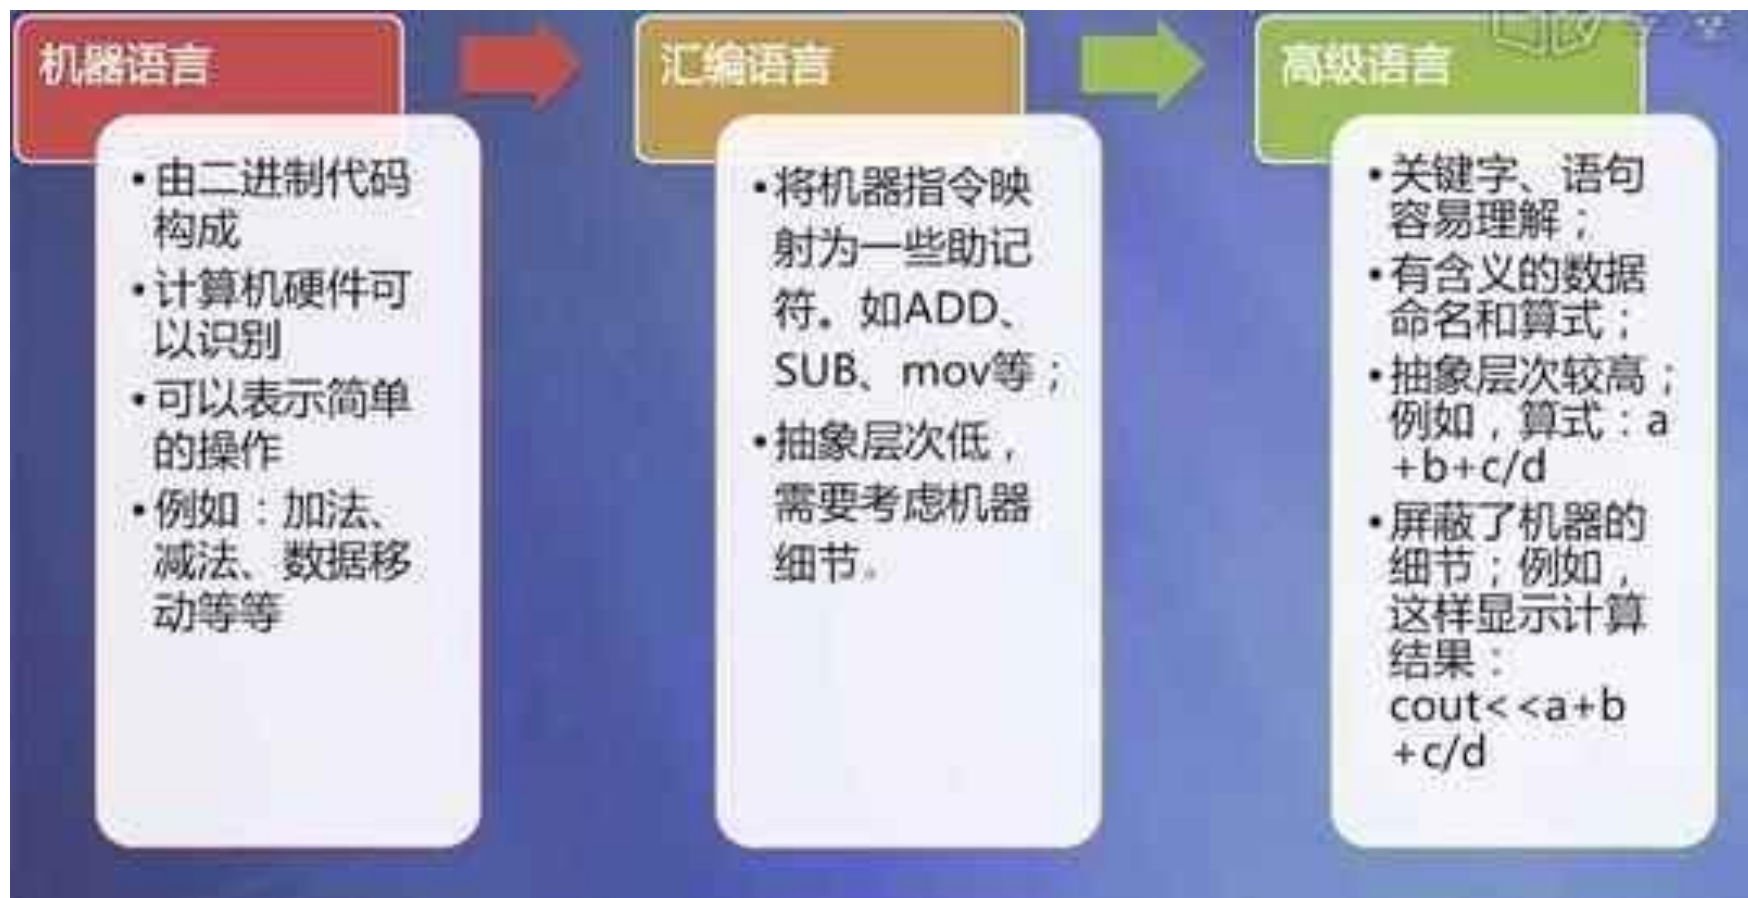 机器语言
• 由二进制代码
构成
• 计算机硬件可
以识别
• 可以表示简单
的操作
• 例如：加法、
减法、数据移
动等等
汇编语言
• 将机器指令映
射为一些助记
符。如ADD、
SUB、mov等；
• 抽象层次低，
需要考虑机器
细节。
高级语言
• 关键字、语句
容易理解；
• 有含义的数据
命名和算式；
• 抽象层次较高；
例如，算式：a
+b+c/d
• 屏蔽了机器的
细节；例如，
这样显示计算
结果：
cout<<a+b
+c/d